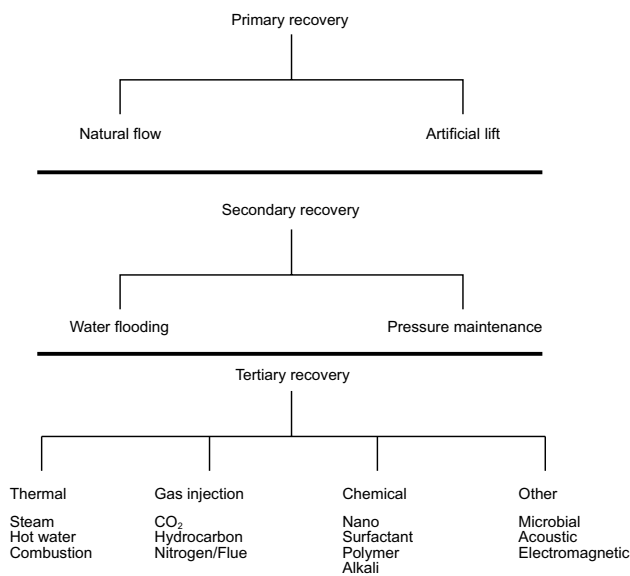 Primary recovery
Natural flow
Artificial lift
Secondary recovery
Water flooding
Pressure maintenance
Tertiary recovery
Thermal
Steam
Hot water
Combustion
Gas injection
CO₂
Hydrocarbon
Nitrogen/Flue
Chemical
Nano
Surfactant
Polymer
Alkali
Other
Microbial
Acoustic
Electromagnetic